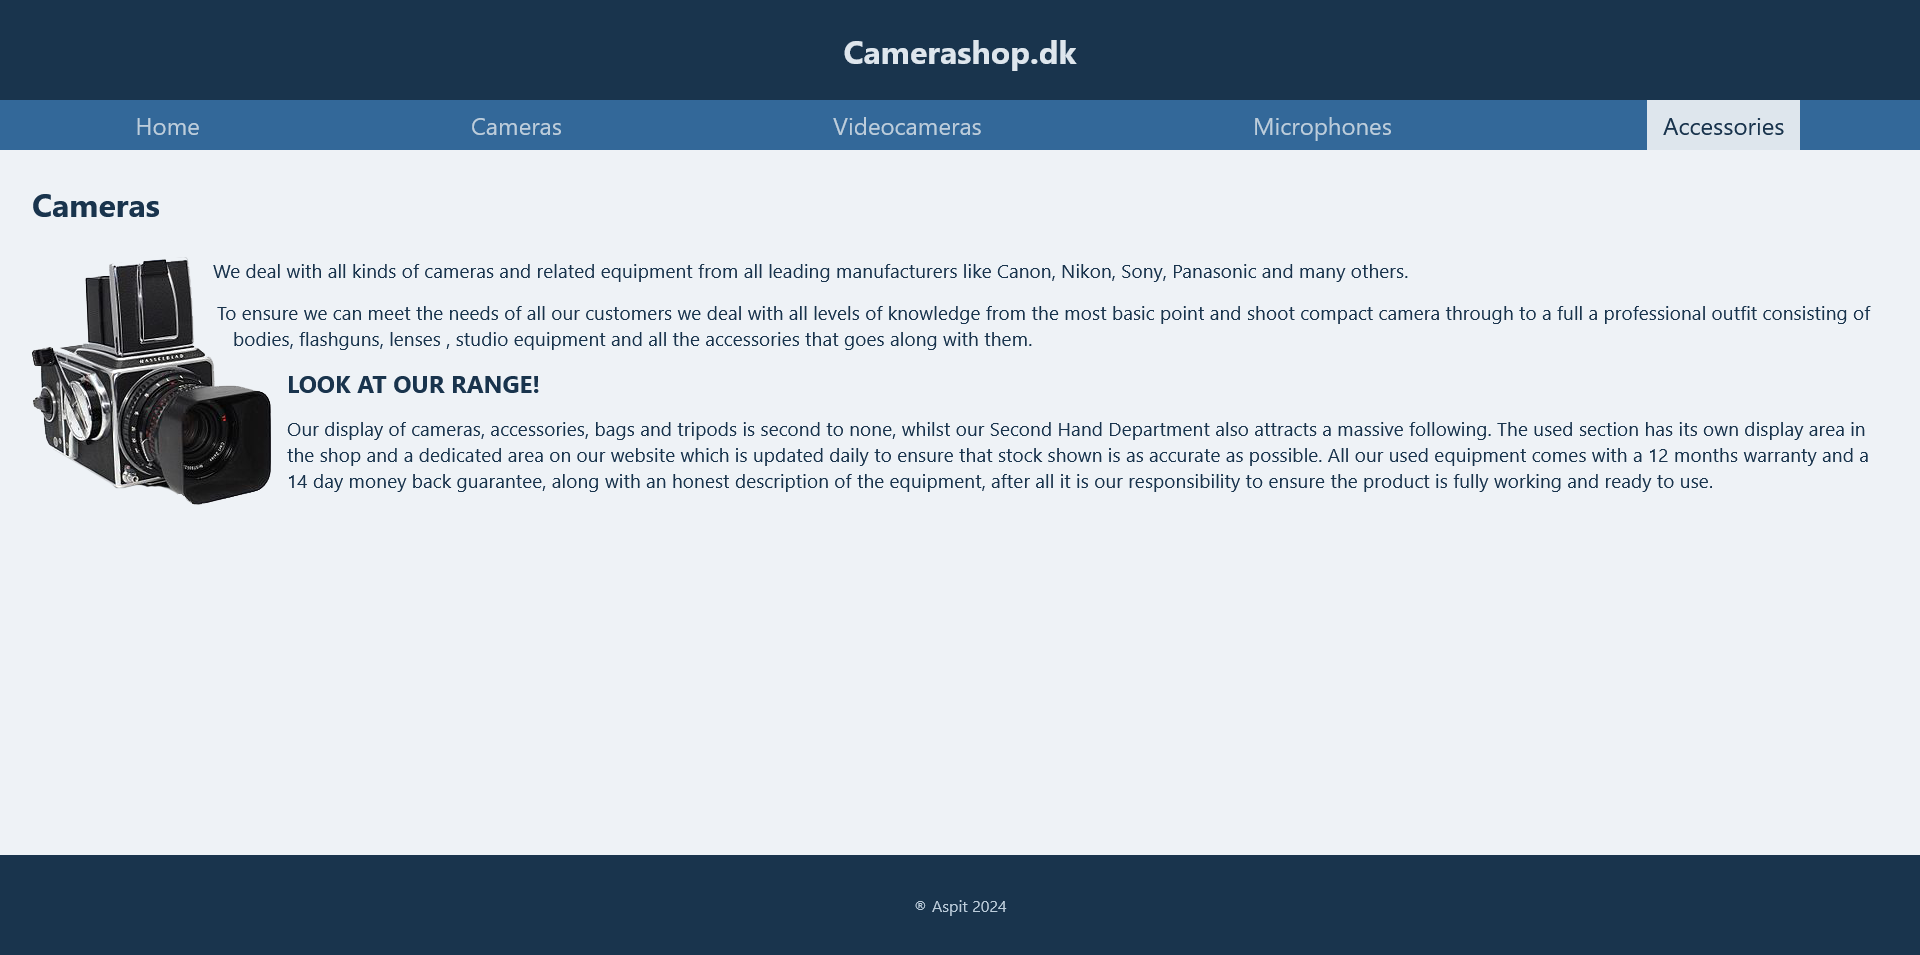 Camerashop.dk
Home Cameras Videocameras Microphones Accessories
Cameras
We deal with all kinds of cameras and related equipment from all leading manufacturers like Canon, Nikon, Sony, Panasonic and many others.
To ensure we can meet the needs of all our customers we deal with all levels of knowledge from the most basic point and shoot compact camera through to a full a professional outfit consisting of
bodies, flashguns, lenses , studio equipment and all the accessories that goes along with them.
HASSELBLAD
LOOK AT OUR RANGE!
Our display of cameras, accessories, bags and tripods is second to none, whilst our Second Hand Department also attracts a massive following. The used section has its own display area in
the shop and a dedicated area on our website which is updated daily to ensure that stock shown is as accurate as possible. All our used equipment comes with a 12 months warranty and a
14 day money back guarantee, along with an honest description of the equipment, after all it is our responsibility to ensure the product is fully working and ready to use.
® Aspit 2024